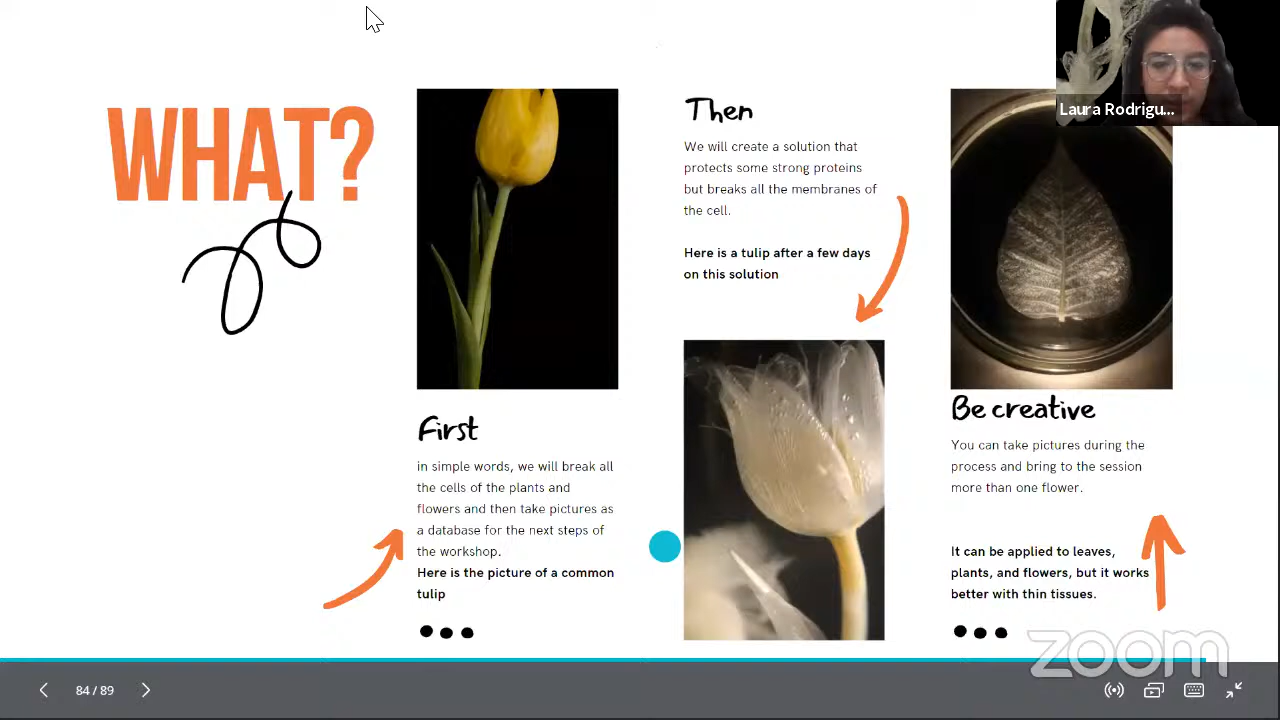 WHAT?
First
in simple words, we will break all
the cells of the plants and
flowers and then take pictures as
a database for the next steps of
the workshop.
Here is the picture of a common
tulip
Then
We will create a solution that
protects some strong proteins
but breaks all the membranes of
the cell.
Here is a tulip after a few days
on this solution
Be creative
You can take pictures during the
process and bring to the session
more than one flower.
It can be applied to leaves,
plants, and flowers, but it works
better with thin tissues.
Laura Rodrigu...
zoom
84 / 89